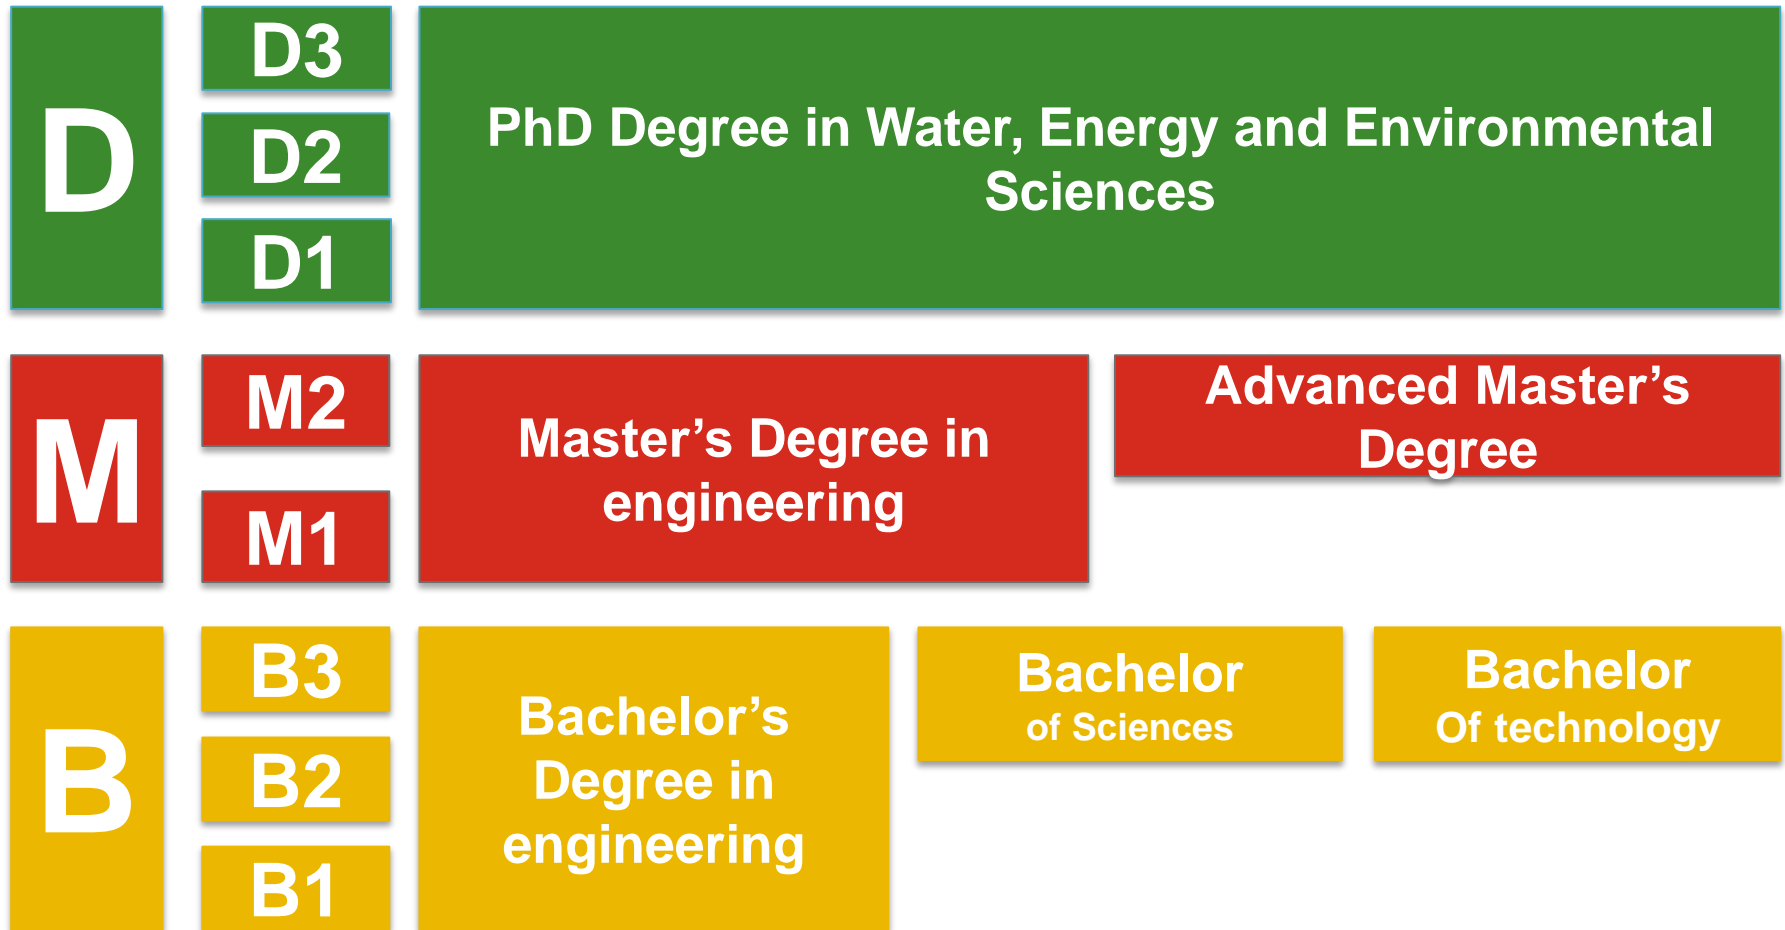 D
D3
D2
D1
PhD Degree in Water, Energy and Environmental
Sciences
M
M2
M1
Master’s Degree in
engineering
Advanced Master’s
Degree
B
B3
B2
B1
Bachelor’s
Degree in
engineering
Bachelor
of Sciences
Bachelor
Of technology